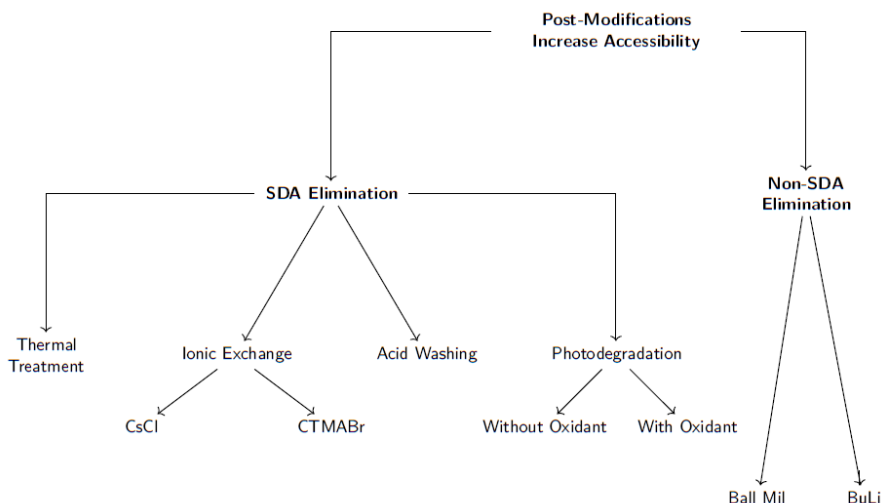 Post-Modifications
Increase Accessibility
SDA Elimination
Non-SDA
Elimination
Thermal
Treatment
Ionic Exchange
Acid Washing
Photodegradation
CsCl
CTMABr
Without Oxidant
With Oxidant
Ball Mil
BuLi